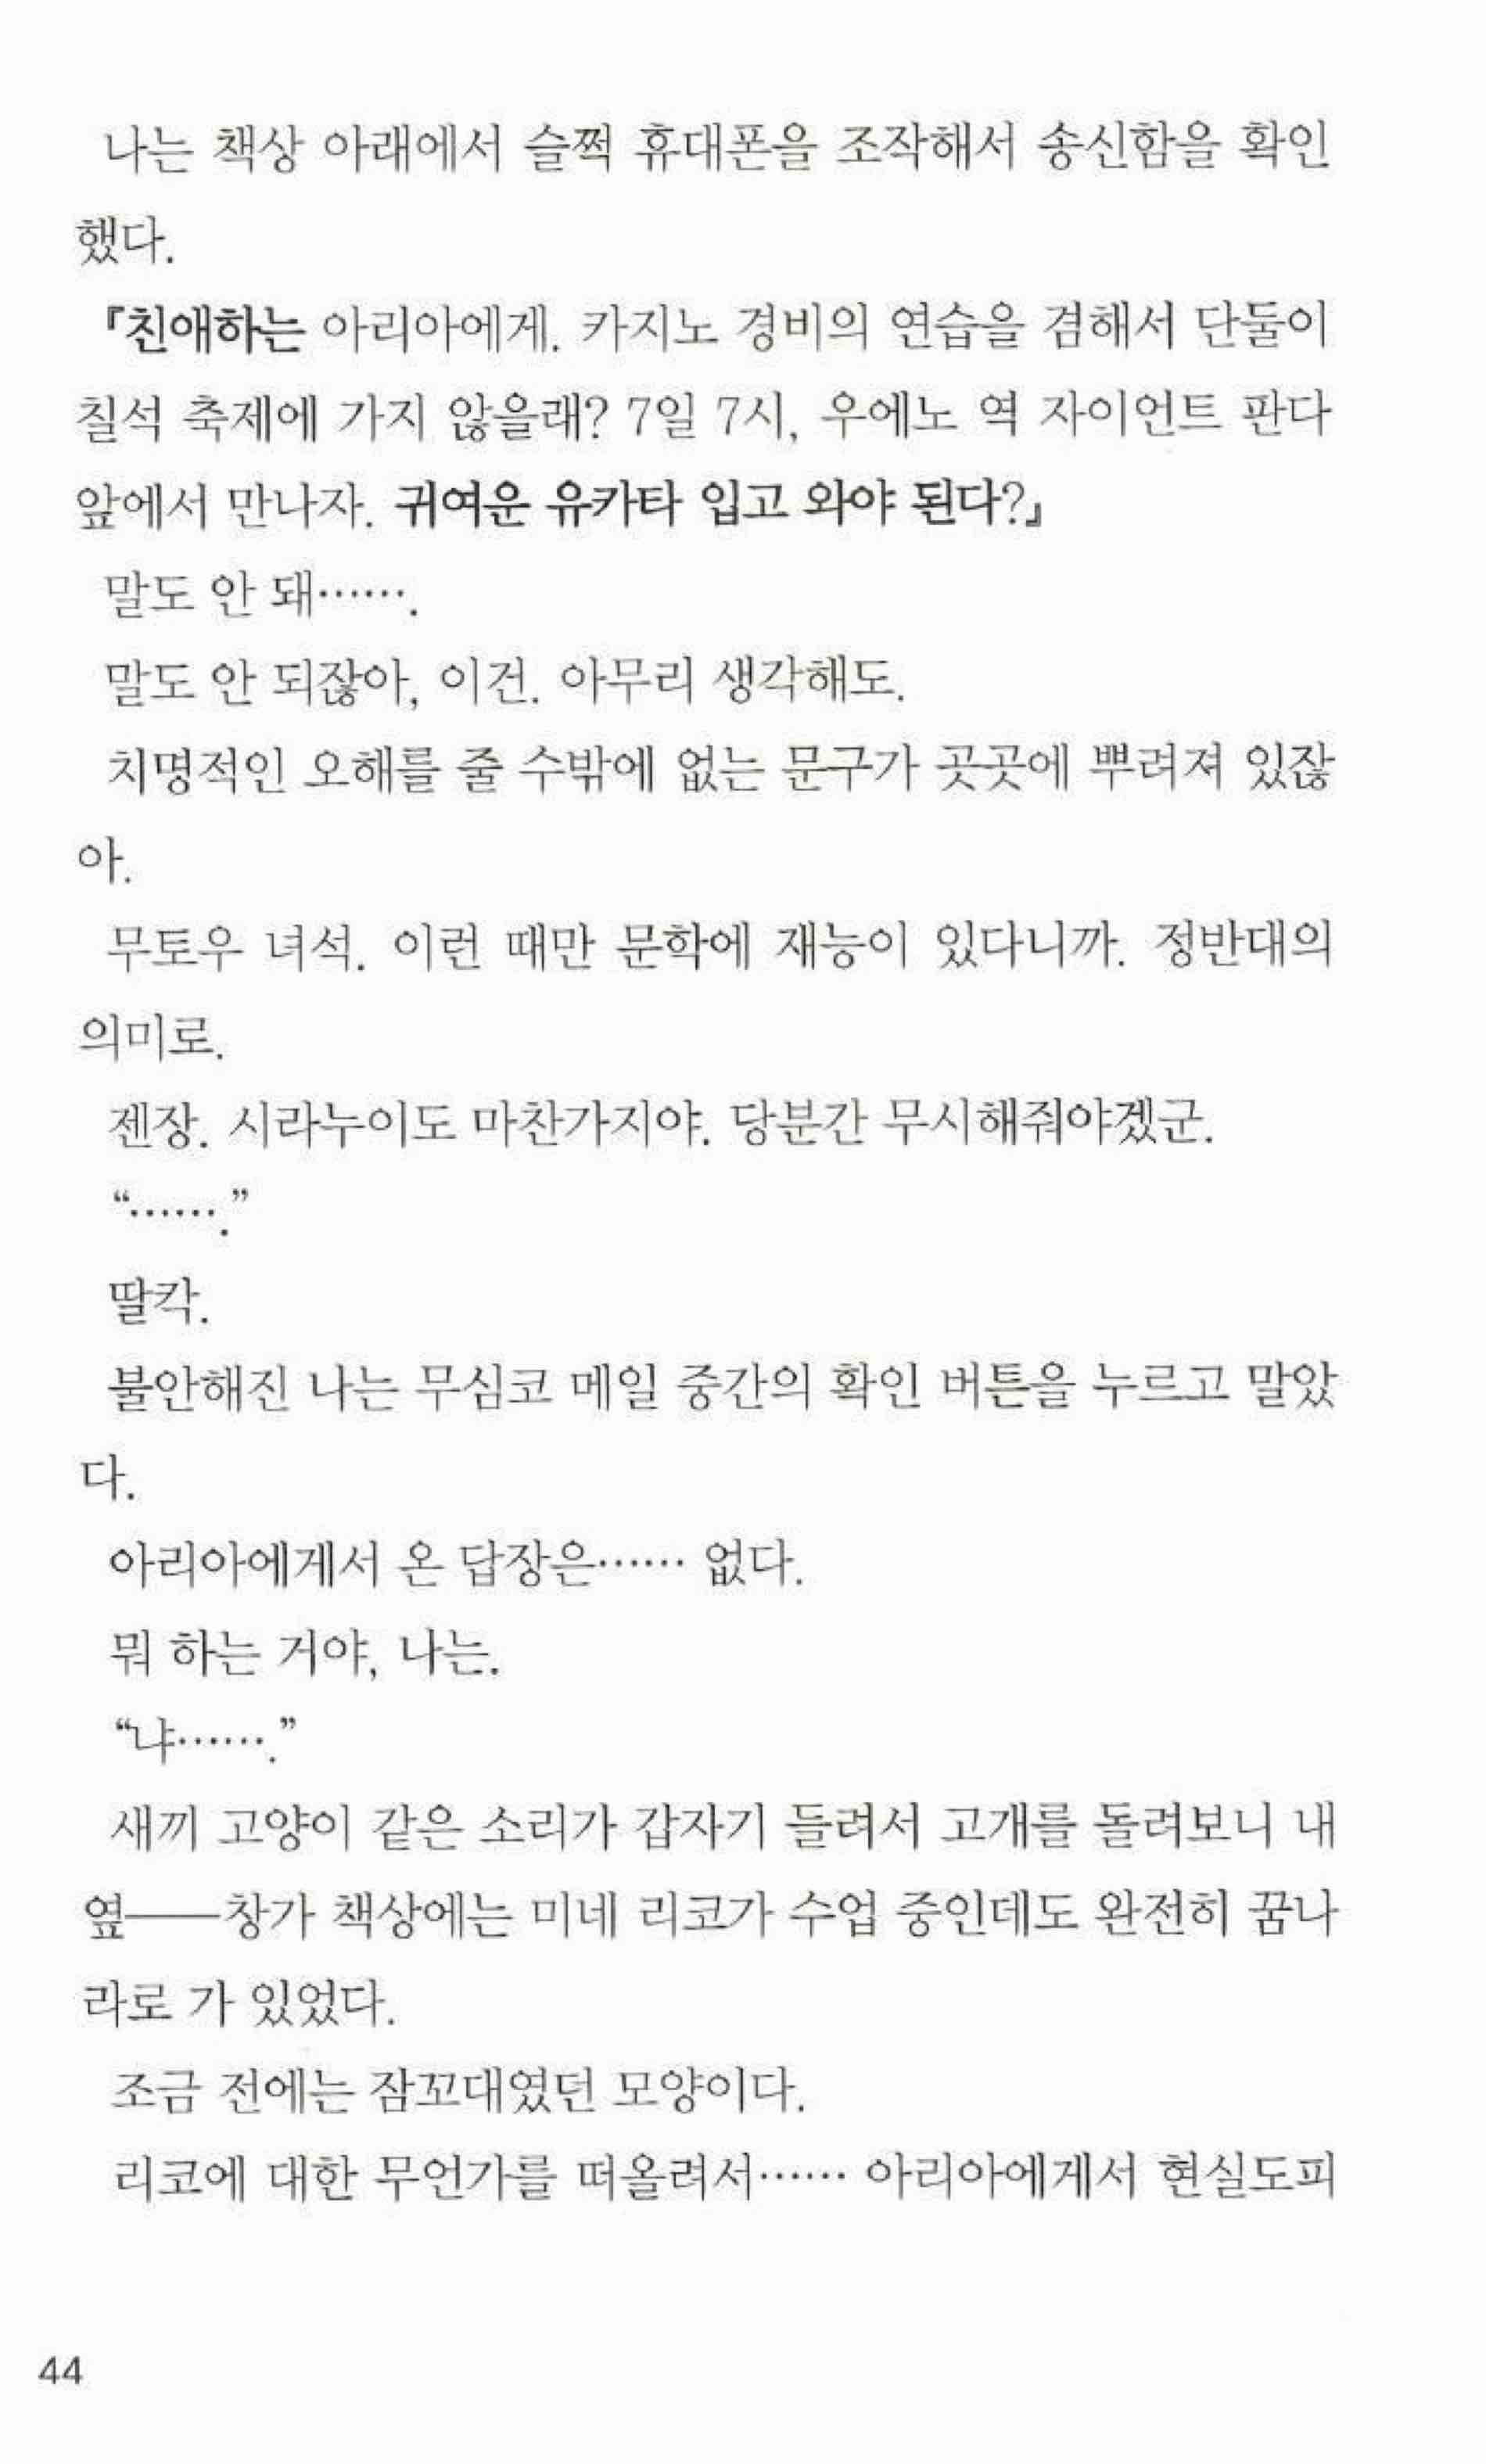 나는 책상 아래에서 슬쩍 휴대폰을 조작해서 송신함을 확인
했다.
『친애하는 아리아에게. 카지노 경비의 연습을 겸해서 단둘이
칠석 축제에 가지 않을래? 7일 7시, 우에노 역 자이언트 판다
앞에서 만나자. 귀여운 유카타 입고 와야 된다?』
말도 안 돼…….
말도 안 되잖아, 이건. 아무리 생각해도.
치명적인 오해를 줄 수밖에 없는 문구가 곳곳에 뿌려져 있잖
아.
무토우 녀석. 이런 때만 문학에 재능이 있다니까. 정반대의
의미로.
젠장. 시라누이도 마찬가지야. 당분간 무시해줘야겠군.
“…….”
딸칵.
불안해진 나는 무심코 메일 중간의 확인 버튼을 누르고 말았
다.
아리아에게서 온 답장은…… 없다.
뭐 하는 거야, 나는.
“냐…….”
새끼 고양이 같은 소리가 갑자기 들려서 고개를 돌려보니 내
옆――창가 책상에는 미네 리코가 수업 중인데도 완전히 꿈나
라로 가 있었다.
조금 전에는 잠꼬대였던 모양이다.
리코에 대한 무언가를 떠올려서…… 아리아에게서 현실도피
44